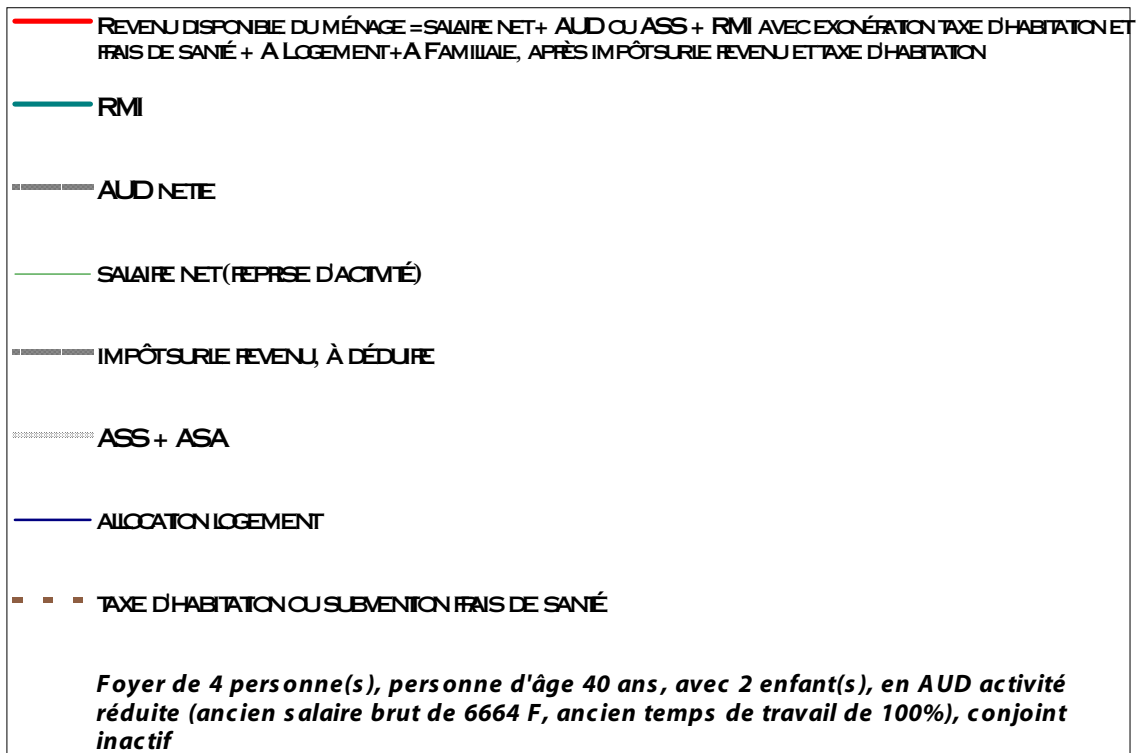 REVENU DISPONIBLE DU MÉNAGE = SALAIRE NET + AUD OU ASS + RMI AVEC EXONÉRATION TAXE D'HABITATION ET
FRAIS DE SANTÉ + A LOGEMENT + A FAMILIALE, APRÈS IMPÔT SUR LE REVENU ET TAXE D'HABITATION
RMI
AUD NETTE
SALAIRE NET (REPRISE D'ACTIVITÉ)
IMPÔT SUR LE REVENU, À DÉDUIRE
ASS + ASA
ALLOCATION LOGEMENT
TAXE D'HABITATION OU SUBVENTION FRAIS DE SANTÉ
Foyer de 4 personne(s), personne d'âge 40 ans, avec 2 enfant(s), en AUD activité
réduite (ancien salaire brut de 6664 F, ancien temps de travail de 100%), conjoint
inactif